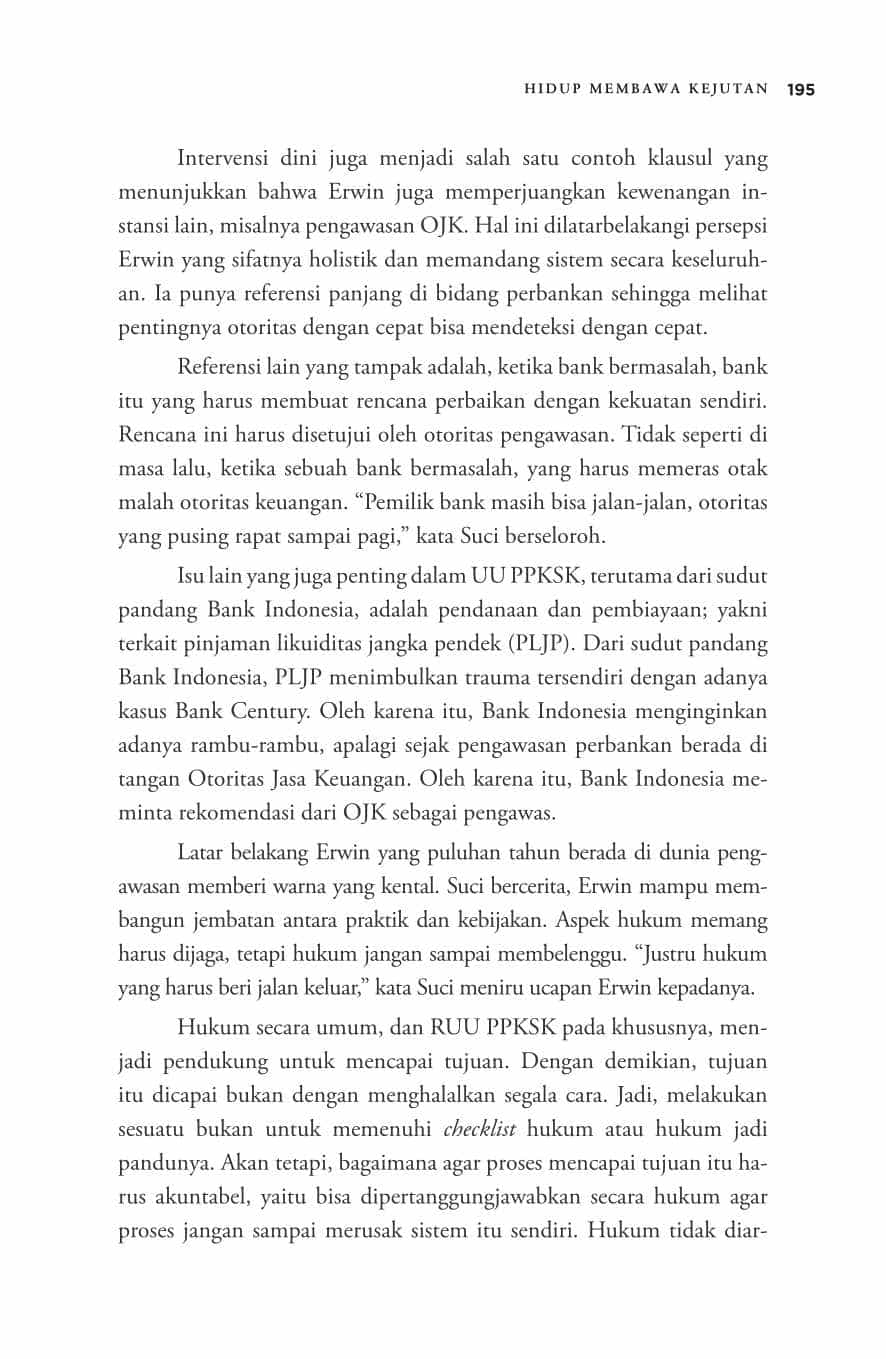 HIDUP MEMBAWA KEJUTAN 195
Intervensi dini juga menjadi salah satu contoh klausul yang
menunjukkan bahwa Erwin juga memperjuangkan kewenangan in-
stansi lain, misalnya pengawasan OJK. Hal ini dilatarbelakangi persepsi
Erwin yang sifatnya holistik dan memandang sistem secara keseluruh-
an. Ia punya referensi panjang di bidang perbankan sehingga melihat
pentingnya otoritas dengan cepat bisa mendeteksi dengan cepat.
Referensi lain yang tampak adalah, ketika bank bermasalah, bank
itu yang harus membuat rencana perbaikan dengan kekuatan sendiri.
Rencana ini harus disetujui oleh otoritas pengawasan. Tidak seperti di
masa lalu, ketika sebuah bank bermasalah, yang harus memeras otak
malah otoritas keuangan. “Pemilik bank masih bisa jalan-jalan, otoritas
yang pusing rapat sampai pagi,” kata Suci berseloroh.
Isu lain yang juga penting dalam UU PPKSK, terutama dari sudut
pandang Bank Indonesia, adalah pendanaan dan pembiayaan; yakni
terkait pinjaman likuiditas jangka pendek (PLJP). Dari sudut pandang
Bank Indonesia, PLJP menimbulkan trauma tersendiri dengan adanya
kasus Bank Century. Oleh karena itu, Bank Indonesia menginginkan
adanya rambu-rambu, apalagi sejak pengawasan perbankan berada di
tangan Otoritas Jasa Keuangan. Oleh karena itu, Bank Indonesia me-
minta rekomendasi dari OJK sebagai pengawas.
Latar belakang Erwin yang puluhan tahun berada di dunia peng-
awasan memberi warna yang kental. Suci bercerita, Erwin mampu mem-
bangun jembatan antara praktik dan kebijakan. Aspek hukum memang
harus dijaga, tetapi hukum jangan sampai membelenggu. “Justru hukum
yang harus beri jalan keluar,” kata Suci meniru ucapan Erwin kepadanya.
Hukum secara umum, dan RUU PPKSK pada khususnya, men-
jadi pendukung untuk mencapai tujuan. Dengan demikian, tujuan
itu dicapai bukan dengan menghalalkan segala cara. Jadi, melakukan
sesuatu bukan untuk memenuhi checklist hukum atau hukum jadi
pandunya. Akan tetapi, bagaimana agar proses mencapai tujuan itu ha-
rus akuntabel, yaitu bisa dipertanggungjawabkan secara hukum agar
proses jangan sampai merusak sistem itu sendiri. Hukum tidak diar-